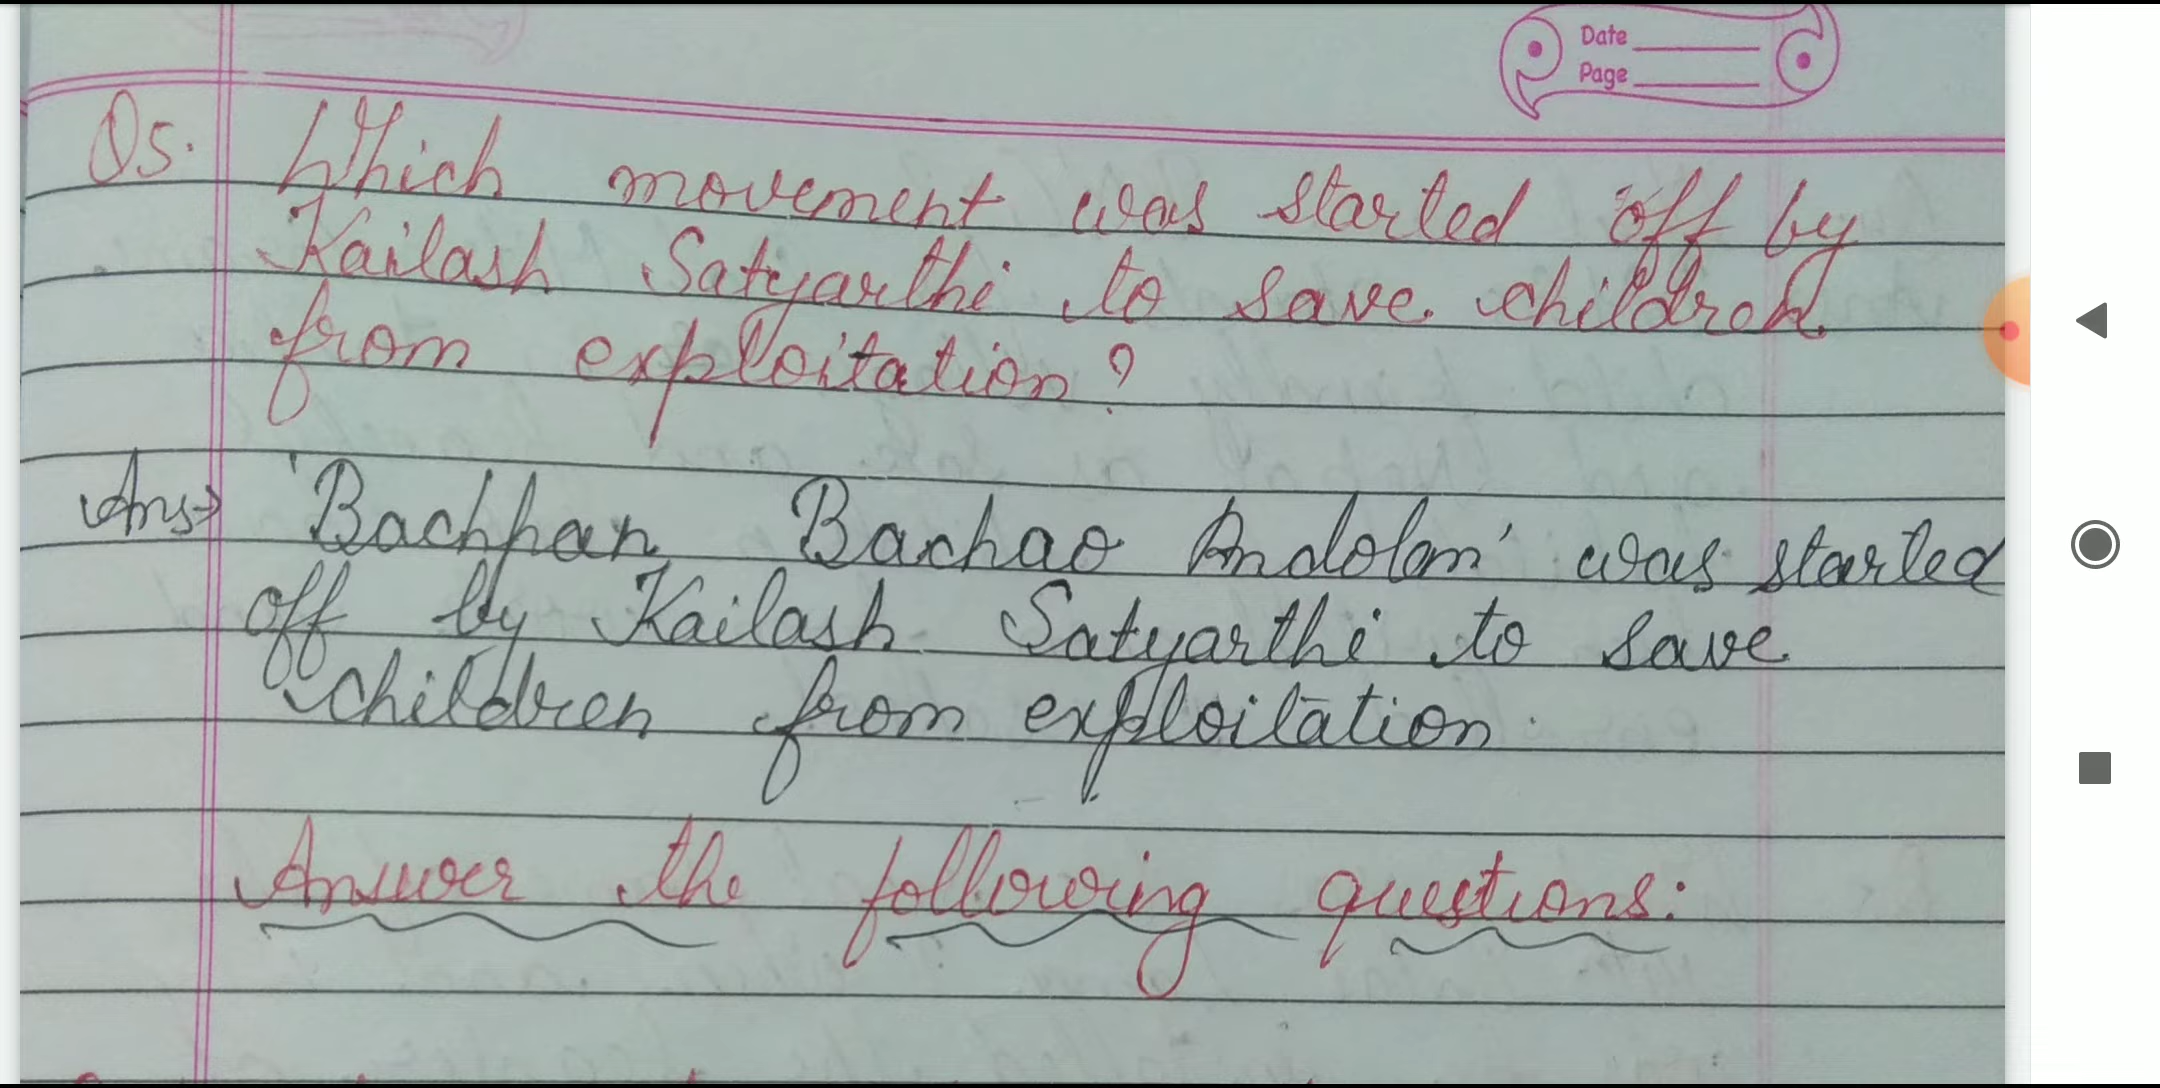 Date
Page
Q5. Which movement was started off by
Kailash Satyarthi to save children
from exploitation?
Ans→ 'Bachpan Bachao Andolan' was started
off by Kailash Satyarthi to save
children from exploitation.
Answer the following questions: